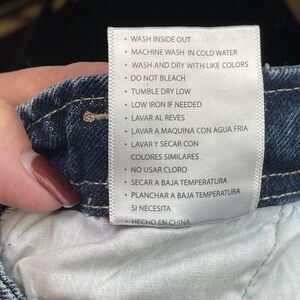 • WASH INSIDE OUT
• MACHINE WASH IN COLD WATER
• WASH AND DRY WITH LIKE COLORS
• DO NOT BLEACH
• TUMBLE DRY LOW
• LOW IRON IF NEEDED
• LAVAR AL REVES
• LAVAR A MAQUINA CON AGUA FRIA
• LAVAR Y SECAR CON
COLORES SIMILARES
• NO USAR CLORO
• SECAR A BAJA TEMPERATURA
• PLANCHAR A BAJA TEMPERATURA
SI NECESITA
• HECHO EN CHINA